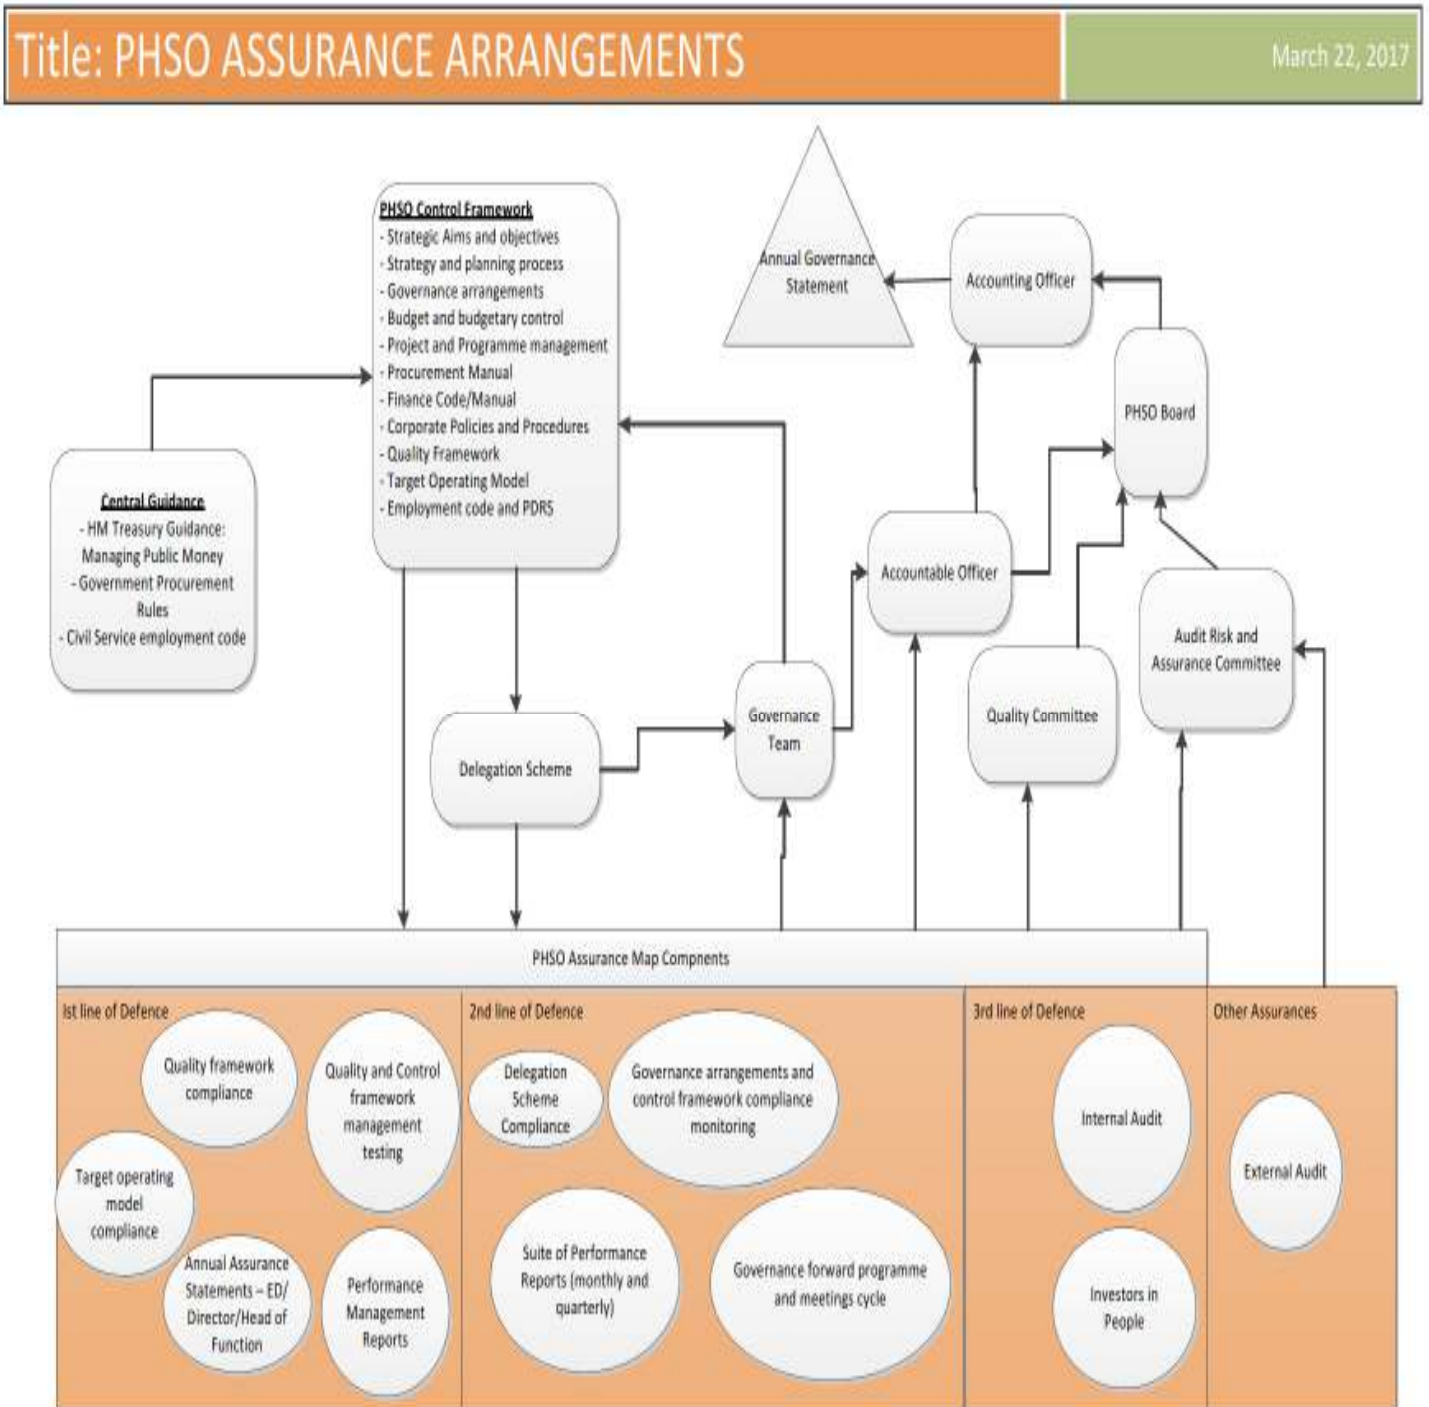 Title: PHSO ASSURANCE ARRANGEMENTS
March 22, 2017
PHSO Control Framework
- Strategic Aims and objectives
- Strategy and planning process
- Governance arrangements
- Budget and budgetary control
- Project and Programme management
- Procurement Manual
- Finance Code/Manual
- Corporate Policies and Procedures
- Quality Framework
- Target Operating Model
- Employment code and PDRS
Annual Governance
Statement
Accounting Officer
PHSO Board
Central Guidance
- HM Treasury Guidance:
Managing Public Money
- Government Procurement
Rules
- Civil Service employment code
Accountable Officer
Audit Risk and
Assurance Committee
Quality Committee
Governance
Team
Delegation Scheme
PHSO Assurance Map Compnents
Ist line of Defence
Quality framework
compliance
Quality and Control
framework
management
testing
Target operating
model
compliance
Annual Assurance
Statements – ED/
Director/Head of
Function
Performance
Management
Reports
2nd line of Defence
Delegation
Scheme
Compliance
Governance arrangements and
control framework compliance
monitoring
Suite of Performance
Reports (monthly and
quarterly)
Governance forward programme
and meetings cycle
3rd line of Defence
Internal Audit
Investors in
People
Other Assurances
External Audit